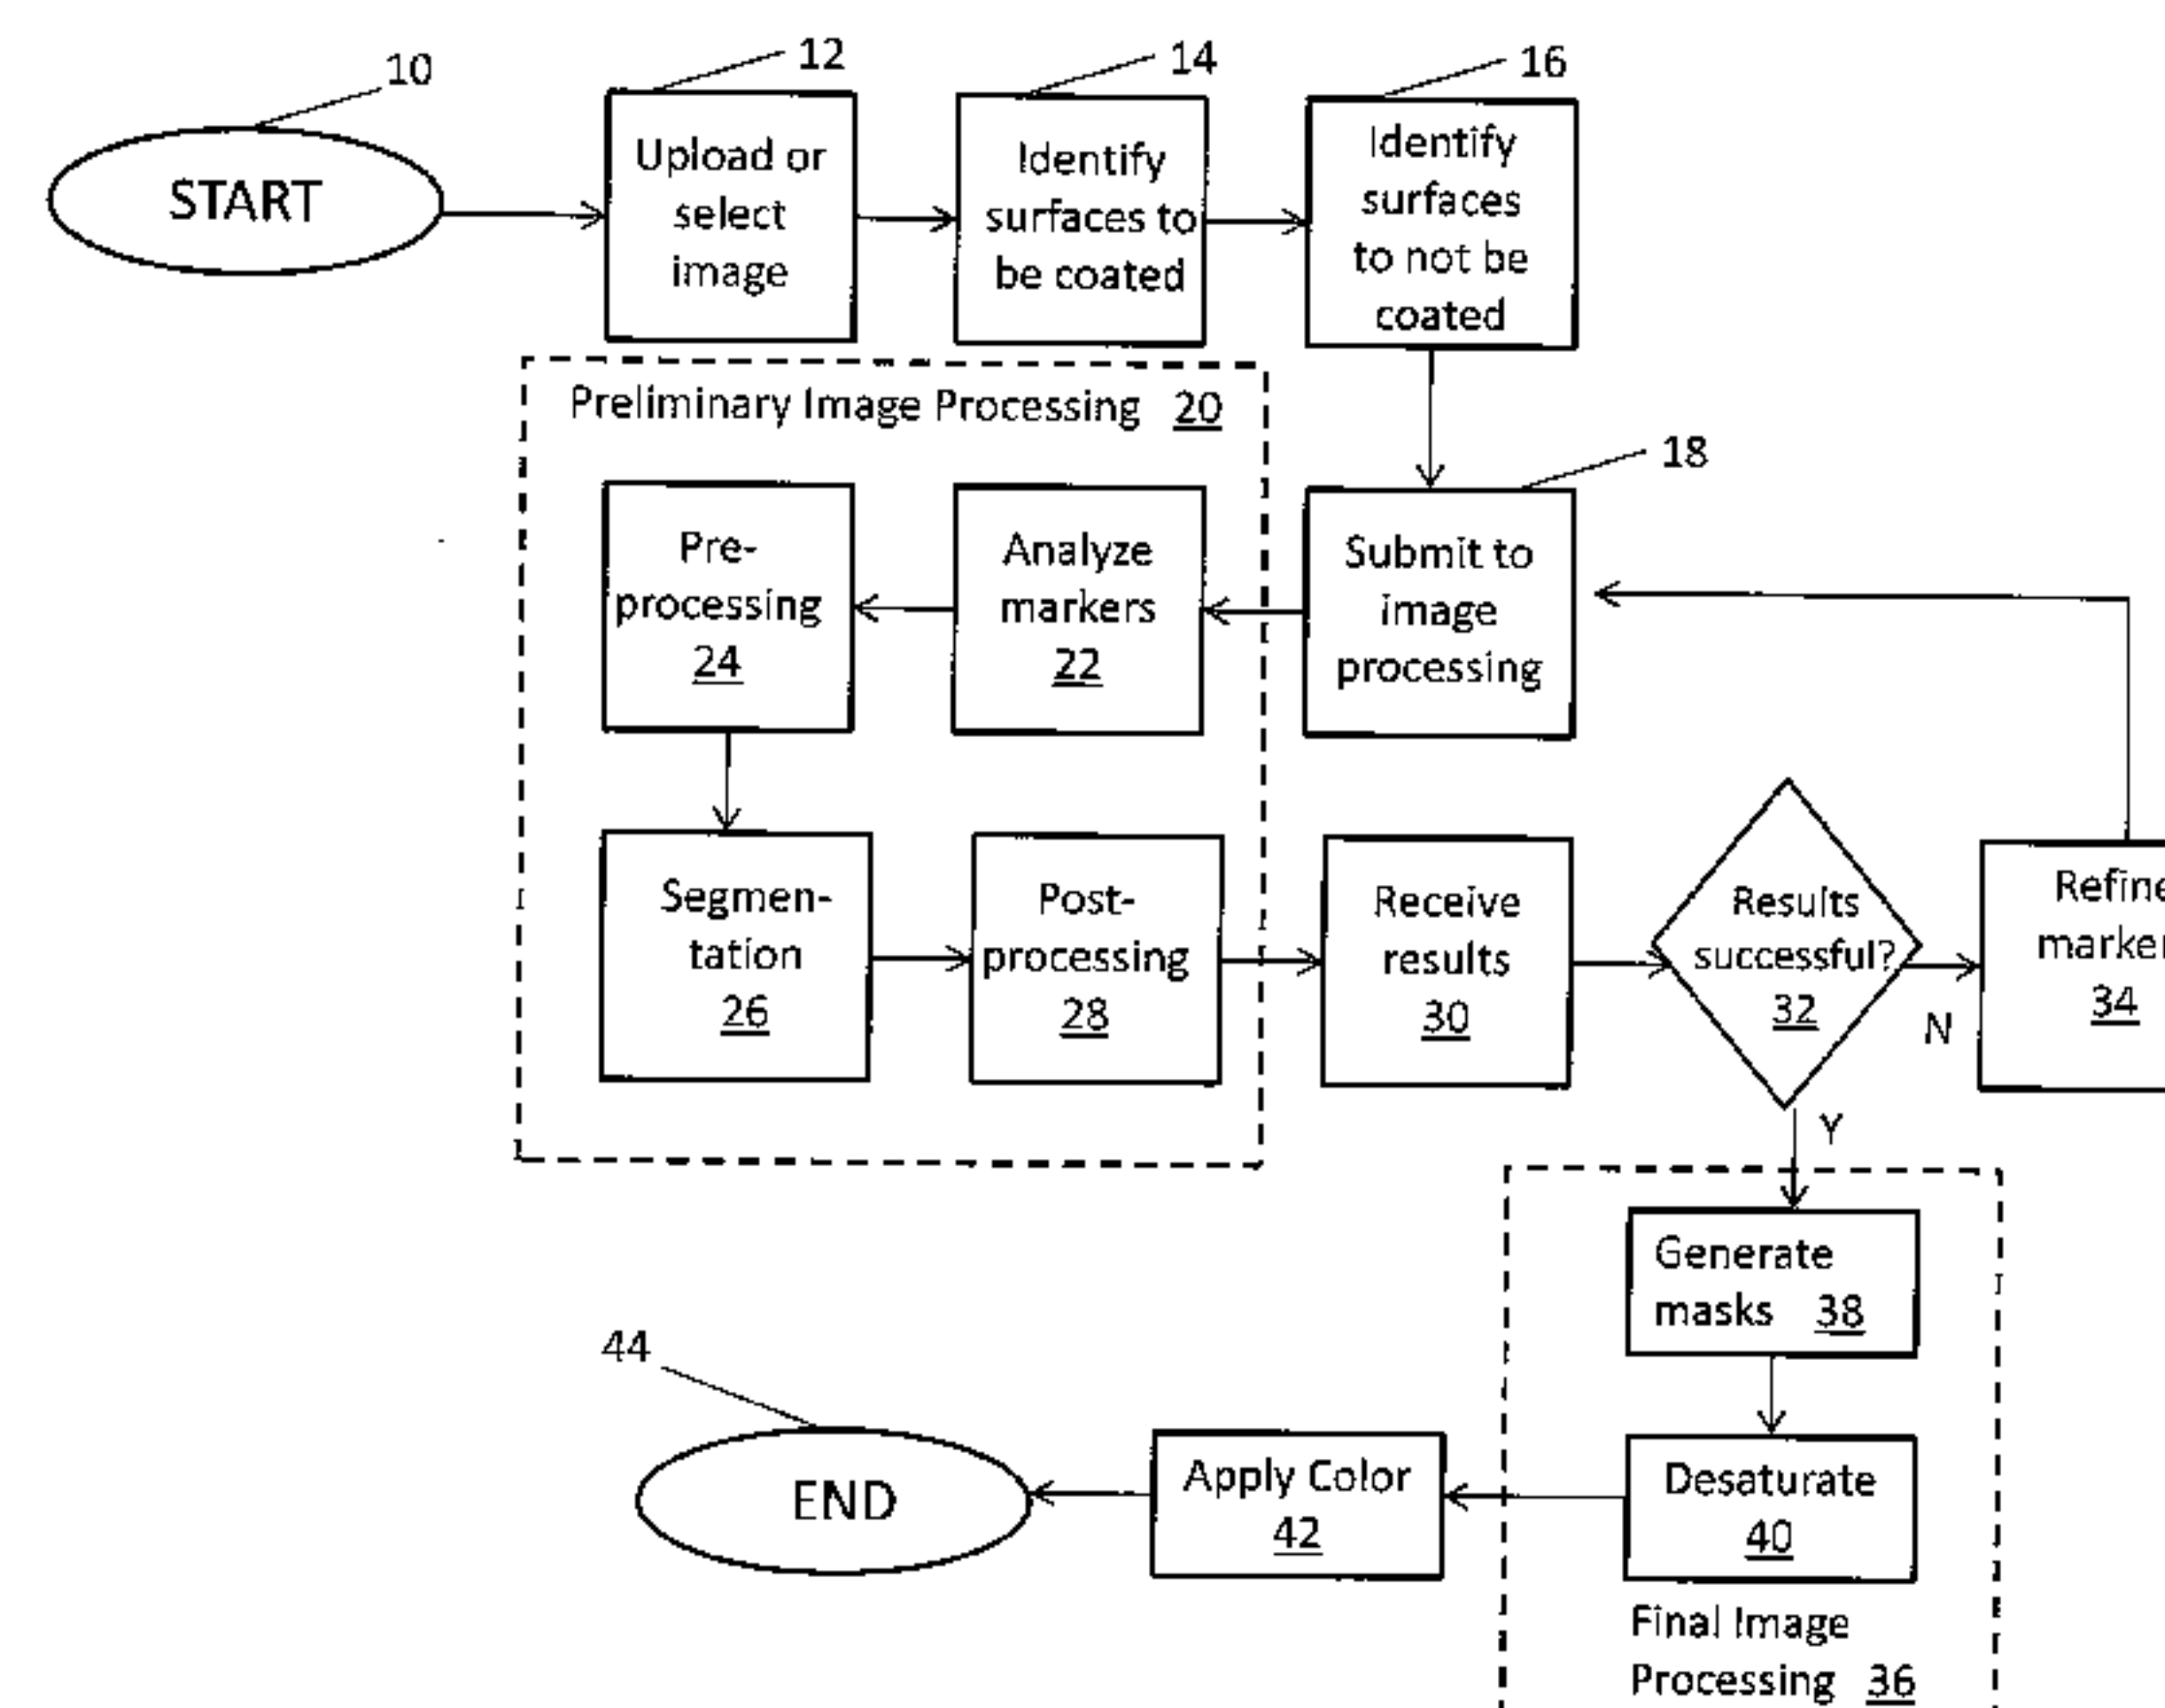 10
START
12
Upload or
select
image
14
Identify
surfaces to
be coated
16
Identify
surfaces
to not be
coated
Preliminary Image Processing 20
18
Submit to
image
processing
Analyze
markers
22
Pre-
processing
24
Segmen-
tation
26
Post-
processing
28
Receive
results
30
Results
successful?
32
N
Refine
marker
34
Y
Generate
masks 38
Desaturate
40
Final Image
Processing 36
Apply Color
42
44
END